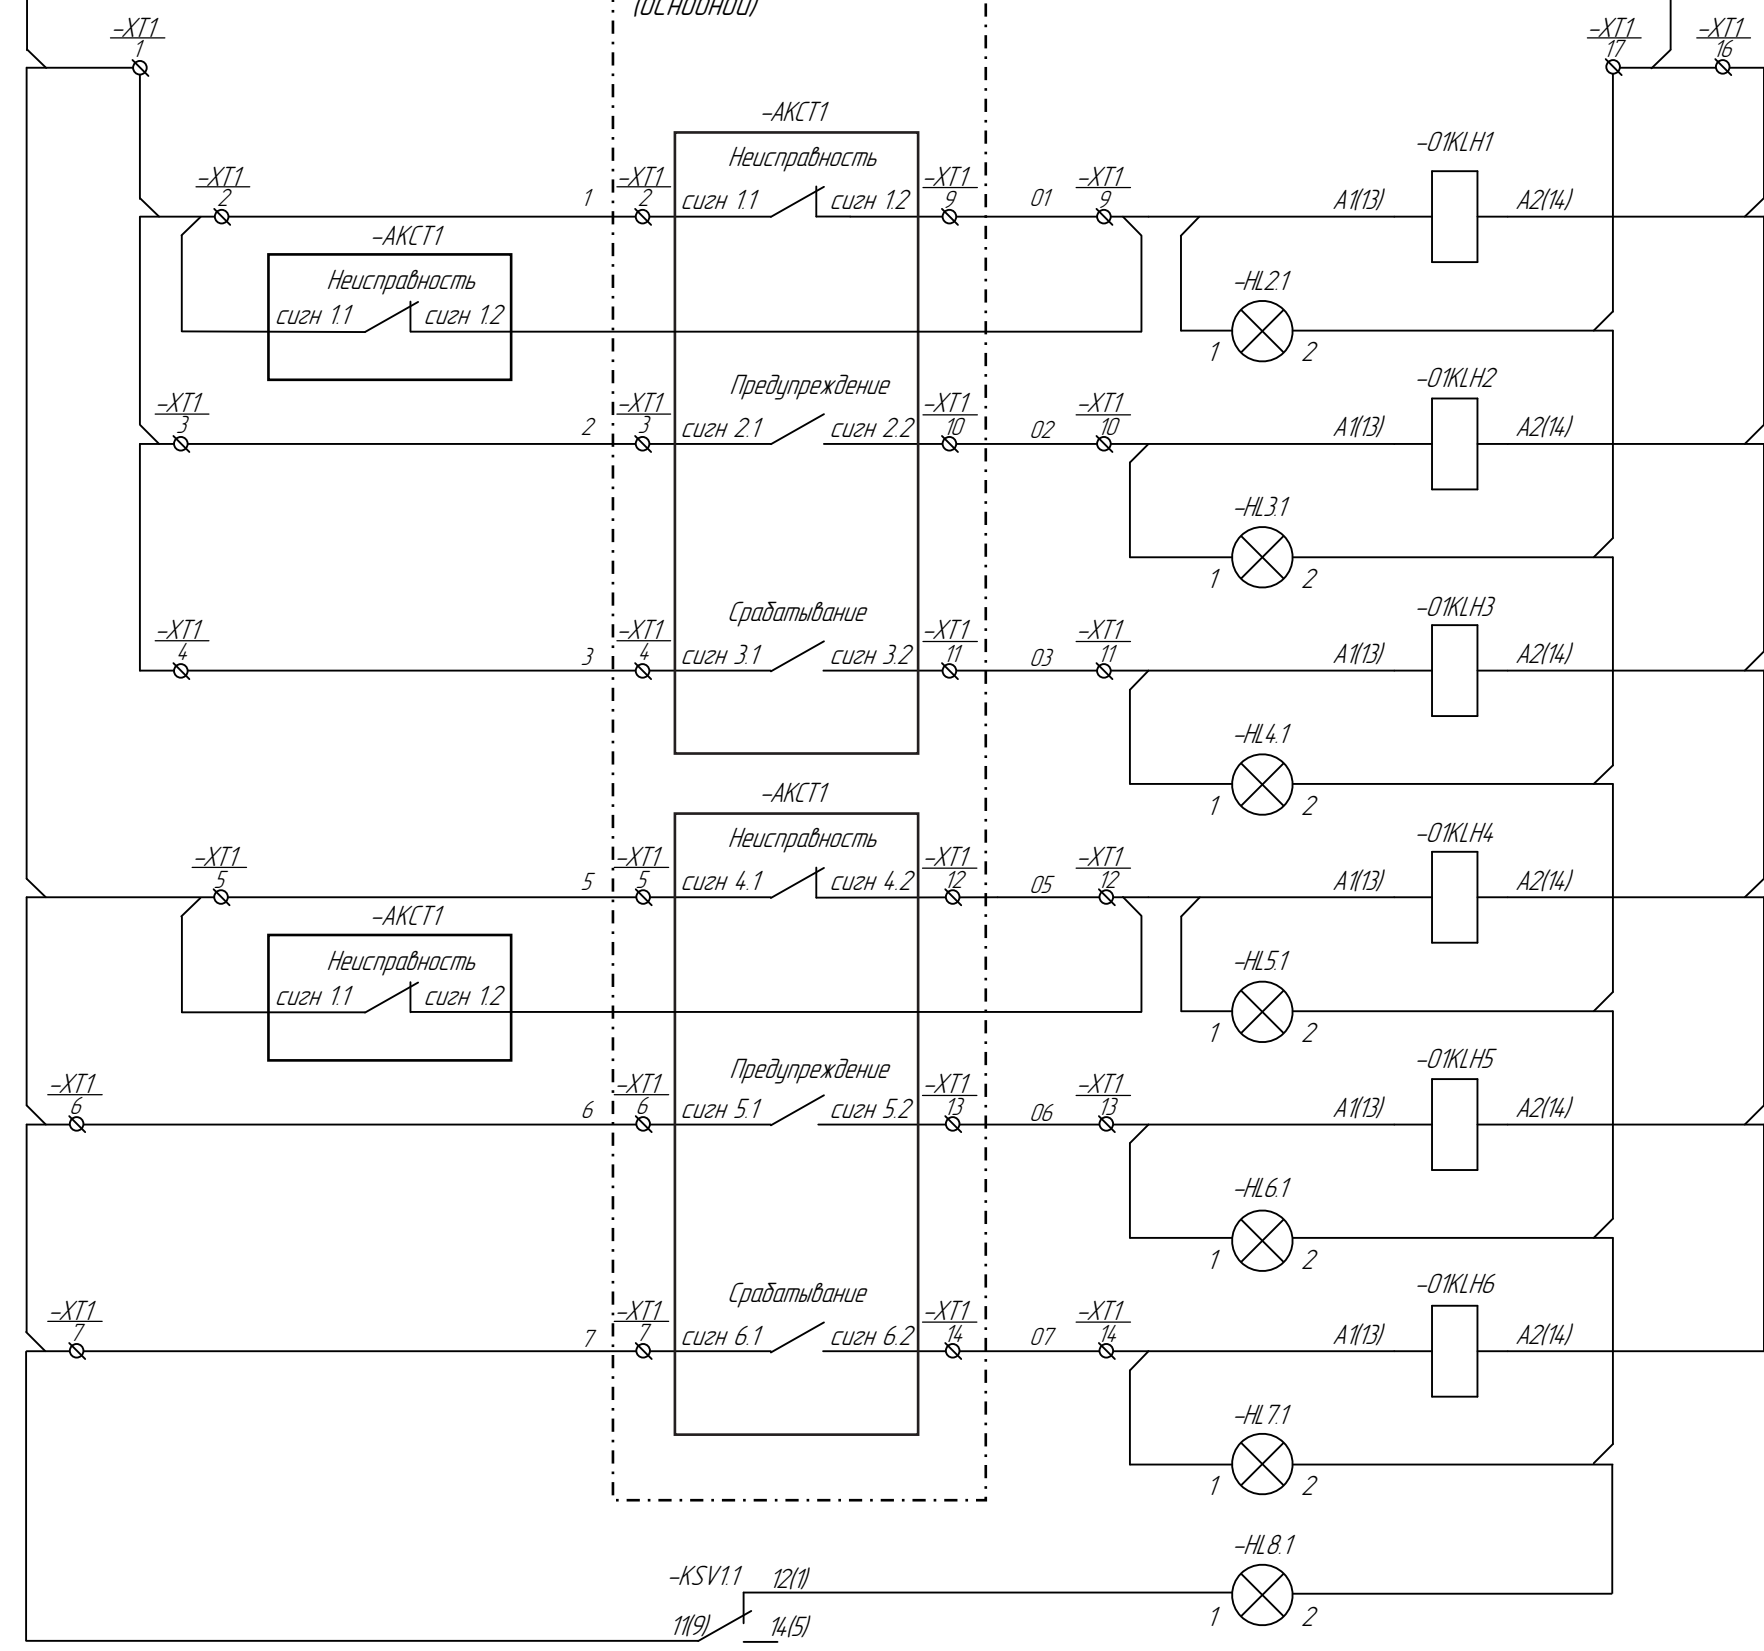 (основной)
-XT1
1
-XT1
17
-XT1
16
-АКСТ1
Неисправность
-XT1
2
1
-XT1
2
сигн 1.1
сигн 1.2
-XT1
9
01
-XT1
9
-01KLH1
A1(13)
A2(14)
-АКСТ1
Неисправность
сигн 1.1
сигн 1.2
-HL2.1
1
2
Предупреждение
-XT1
3
2
-XT1
3
сигн 2.1
сигн 2.2
-XT1
10
02
-XT1
10
-01KLH2
A1(13)
A2(14)
-HL3.1
1
2
Срабатывание
-XT1
4
3
-XT1
4
сигн 3.1
сигн 3.2
-XT1
11
03
-XT1
11
-01KLH3
A1(13)
A2(14)
-HL4.1
1
2
-АКСТ1
Неисправность
-XT1
5
5
-XT1
5
сигн 4.1
сигн 4.2
-XT1
12
05
-XT1
12
-01KLH4
A1(13)
A2(14)
-АКСТ1
Неисправность
сигн 1.1
сигн 1.2
-HL5.1
1
2
Предупреждение
-XT1
6
6
-XT1
6
сигн 5.1
сигн 5.2
-XT1
13
06
-XT1
13
-01KLH5
A1(13)
A2(14)
-HL6.1
1
2
Срабатывание
-XT1
7
7
-XT1
7
сигн 6.1
сигн 6.2
-XT1
14
07
-XT1
14
-01KLH6
A1(13)
A2(14)
-HL7.1
1
2
-KSV1.1
12(1)
11(9)
14(5)
-HL8.1
1
2